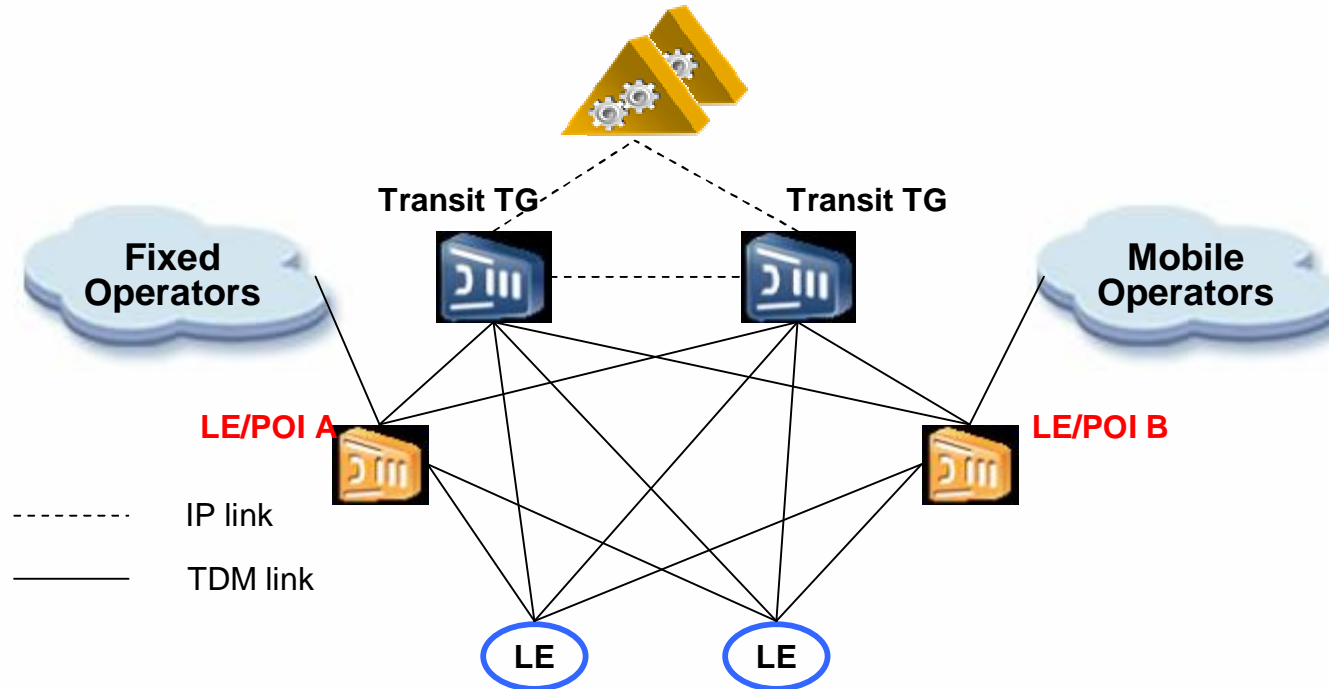 Transit TG
Transit TG
Fixed
Operators
Mobile
Operators
LE/POI A
LE/POI B
IP link
TDM link
LE
LE